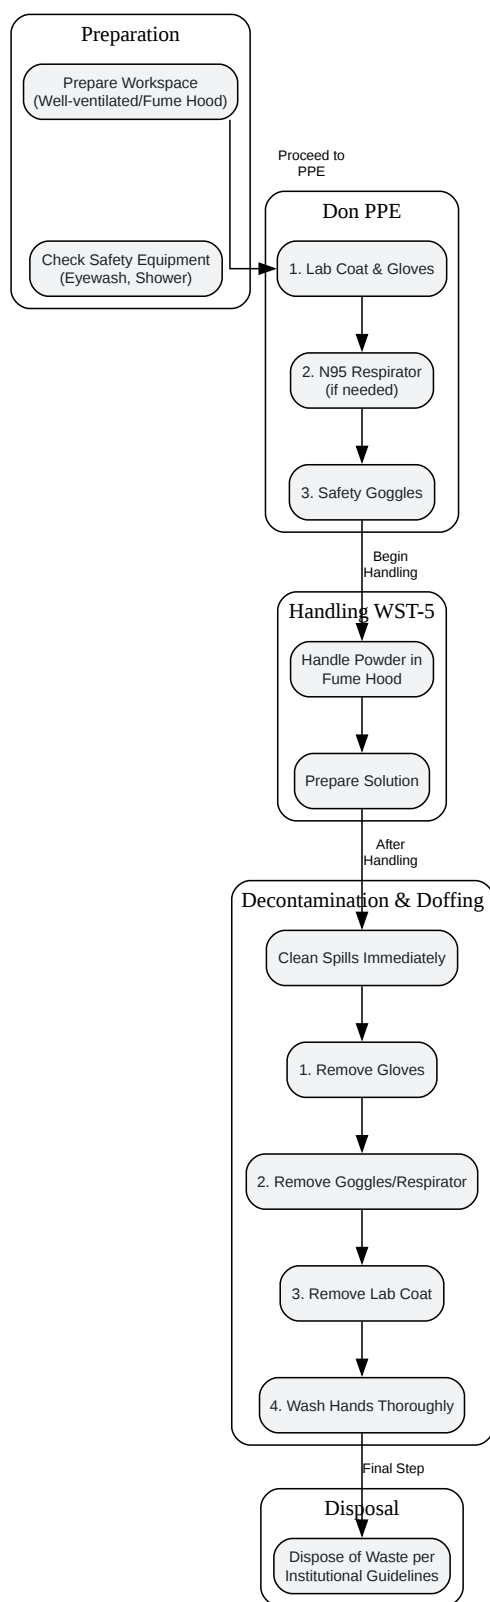 Preparation
Prepare Workspace
(Well-ventilated/Fume Hood)
Check Safety Equipment
(Eyewash, Shower)
Proceed to
PPE
Don PPE
1. Lab Coat & Gloves
2. N95 Respirator
(if needed)
3. Safety Goggles
Begin
Handling
Handling WST-5
Handle Powder in
Fume Hood
Prepare Solution
After
Handling
Decontamination & Doffing
Clean Spills Immediately
1. Remove Gloves
2. Remove Goggles/Respirator
3. Remove Lab Coat
4. Wash Hands Thoroughly
Final Step
Disposal
Dispose of Waste per
Institutional Guidelines